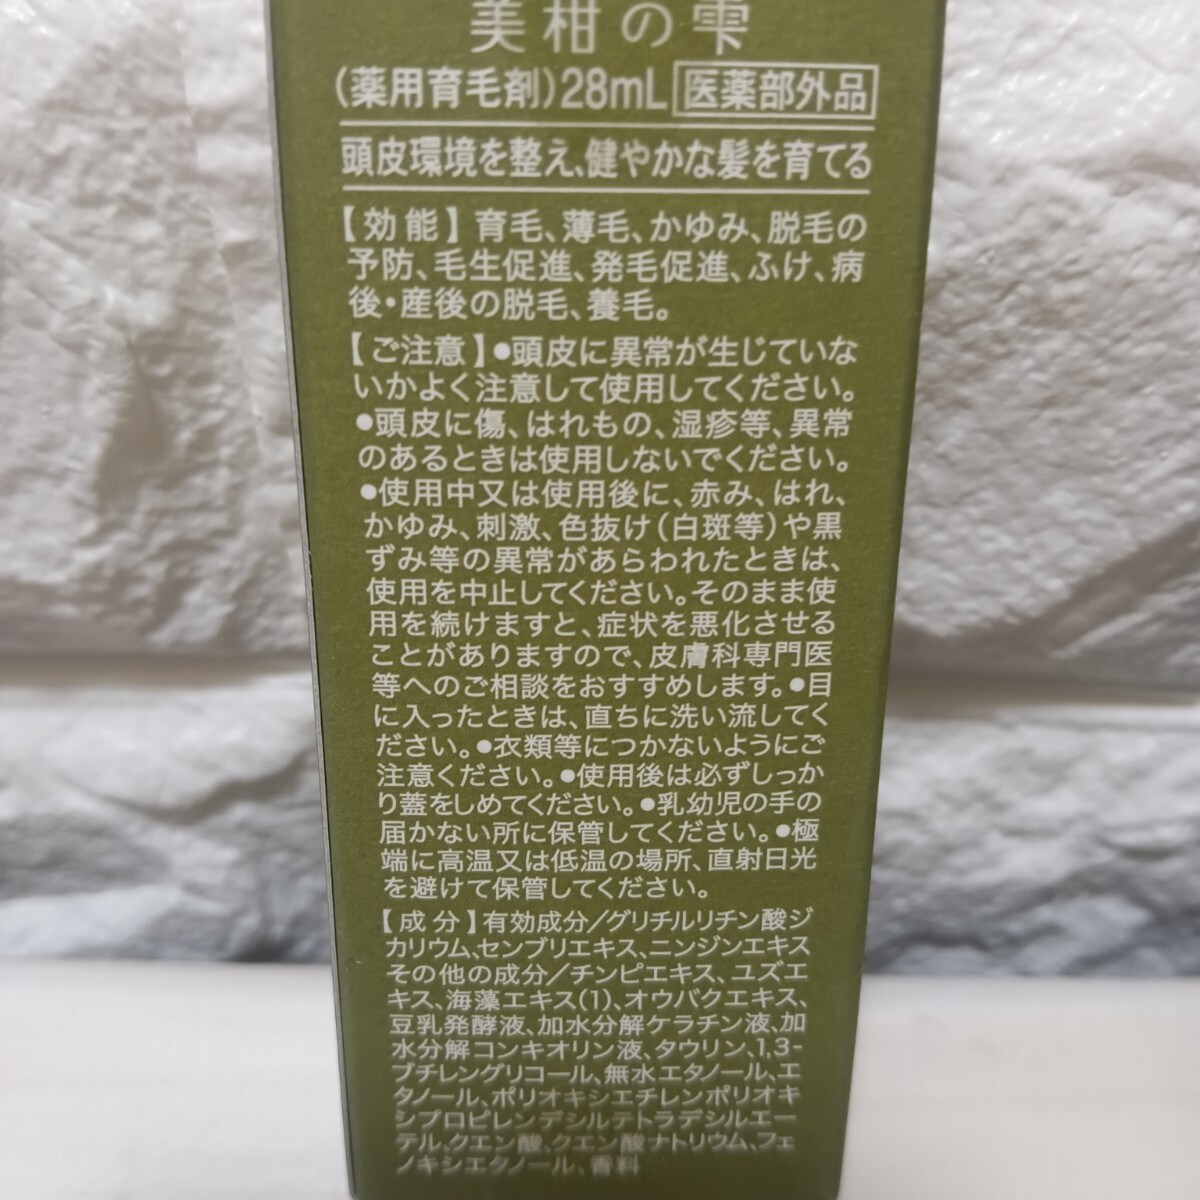 美柑の雫
(薬用育毛剤)28mL 医薬部外品
頭皮環境を整え、健やかな髪を育てる
【効能】育毛、薄毛、かゆみ、脱毛の
予防、毛生促進、発毛促進、ふけ、病
後・産後の脱毛、養毛。
【ご注意】●頭皮に異常が生じていな
いかよく注意して使用してください。
●頭皮に傷、はれもの、湿疹等、異常
のあるときは使用しないでください。
●使用中又は使用後に、赤み、はれ、
かゆみ、刺激、色抜け(白斑等)や黒
ずみ等の異常があらわれたときは、
使用を中止してください。そのまま使
用を続けますと、症状を悪化させる
ことがありますので、皮膚科専門医
等へのご相談をおすすめします。●目
に入ったときは、直ちに洗い流してく
ださい。●衣類等につかないようにご
注意ください。●使用後は必ずしっか
り蓋をしめてください。●乳幼児の手の
届かない所に保管してください。●極
端に高温又は低温の場所、直射日光
を避けて保管してください。
【成分】有効成分/グリチルリチン酸ジ
カリウム、センブリエキス、ニンジンエキス
その他の成分/チンピエキス、ユズエ
キス、海藻エキス(1)、オウバクエキス、
豆乳発酵液、加水分解ケラチン液、加
水分解コンキオリン液、タウリン、1,3-
ブチレングリコール、無水エタノール、エ
タノール、ポリオキシエチレンポリオキ
シプロピレンデシルテトラデシルエー
テル、クエン酸、クエン酸ナトリウム、フェ
ノキシエタノール、香料